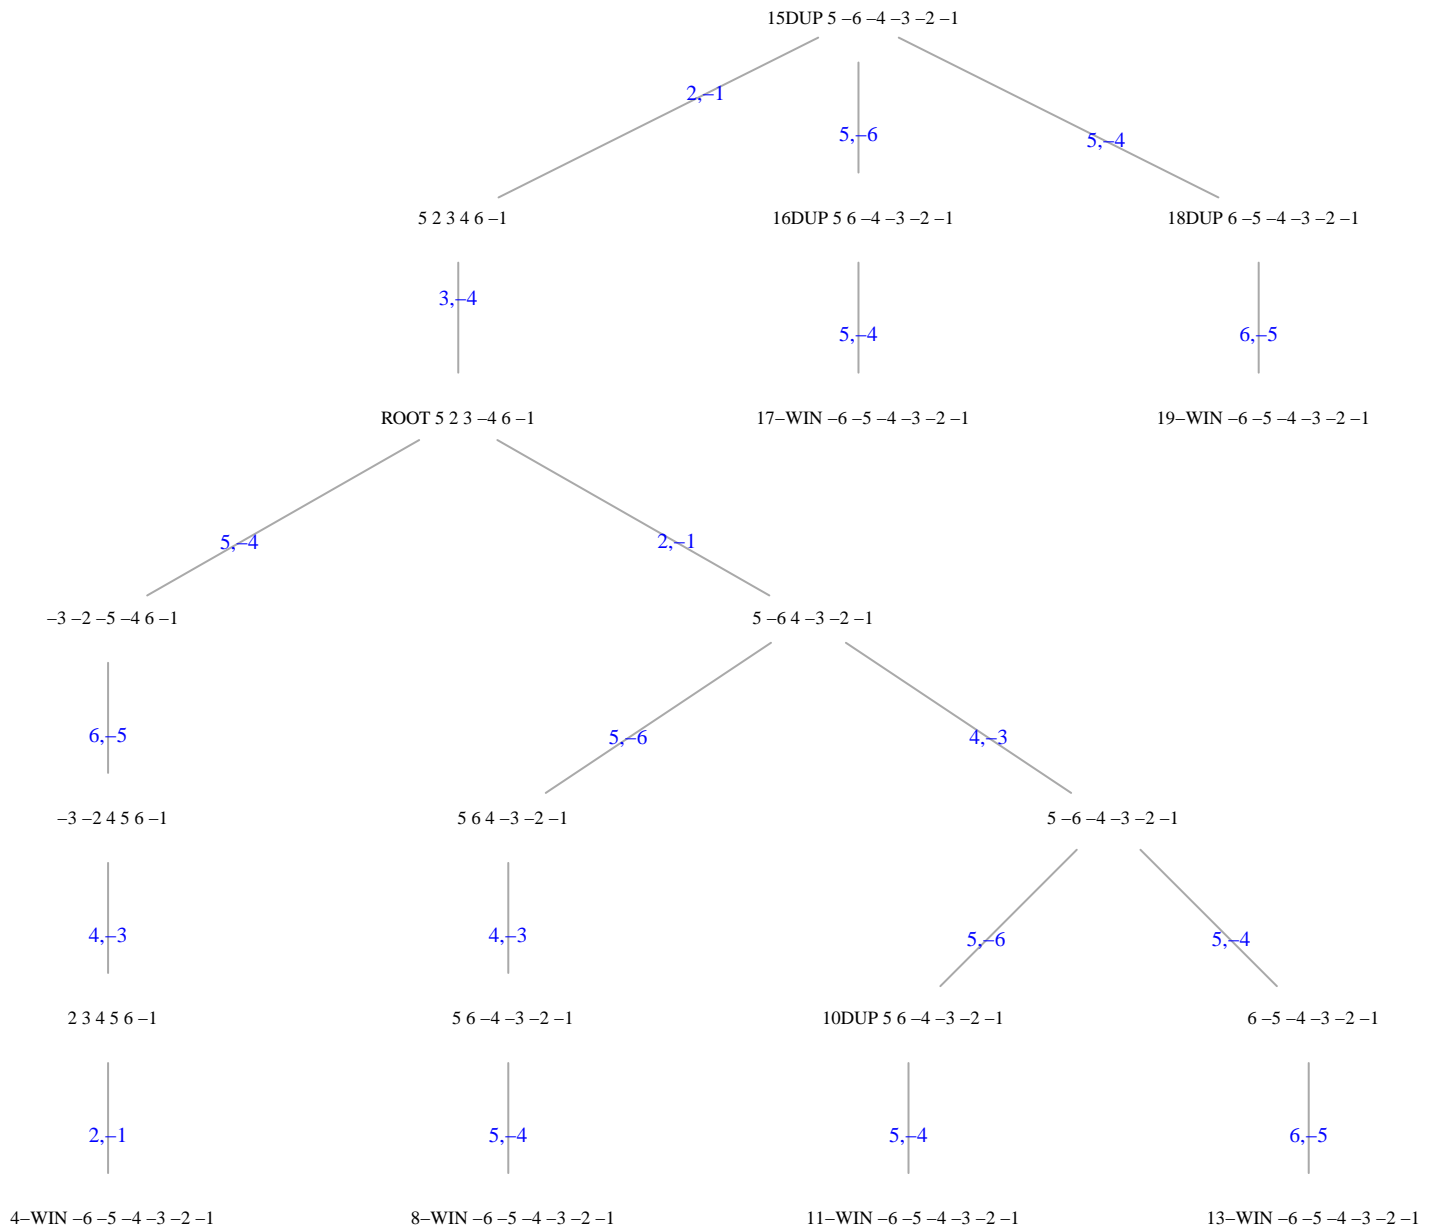 15DUP 5 –6 –4 –3 –2 –1
2,–1
5,–6
5,–4
5 2 3 4 6 –1
16DUP 5 6 –4 –3 –2 –1
18DUP 6 –5 –4 –3 –2 –1
3,–4
5,–4
6,–5
ROOT 5 2 3 –4 6 –1
17–WIN –6 –5 –4 –3 –2 –1
19–WIN –6 –5 –4 –3 –2 –1
5,–4
2,–1
–3 –2 –5 –4 6 –1
5 –6 4 –3 –2 –1
6,–5
5,–6
4,–3
–3 –2 4 5 6 –1
5 6 4 –3 –2 –1
5 –6 –4 –3 –2 –1
4,–3
4,–3
5,–6
5,–4
2 3 4 5 6 –1
5 6 –4 –3 –2 –1
10DUP 5 6 –4 –3 –2 –1
6 –5 –4 –3 –2 –1
2,–1
5,–4
5,–4
6,–5
4–WIN –6 –5 –4 –3 –2 –1
8–WIN –6 –5 –4 –3 –2 –1
11–WIN –6 –5 –4 –3 –2 –1
13–WIN –6 –5 –4 –3 –2 –1